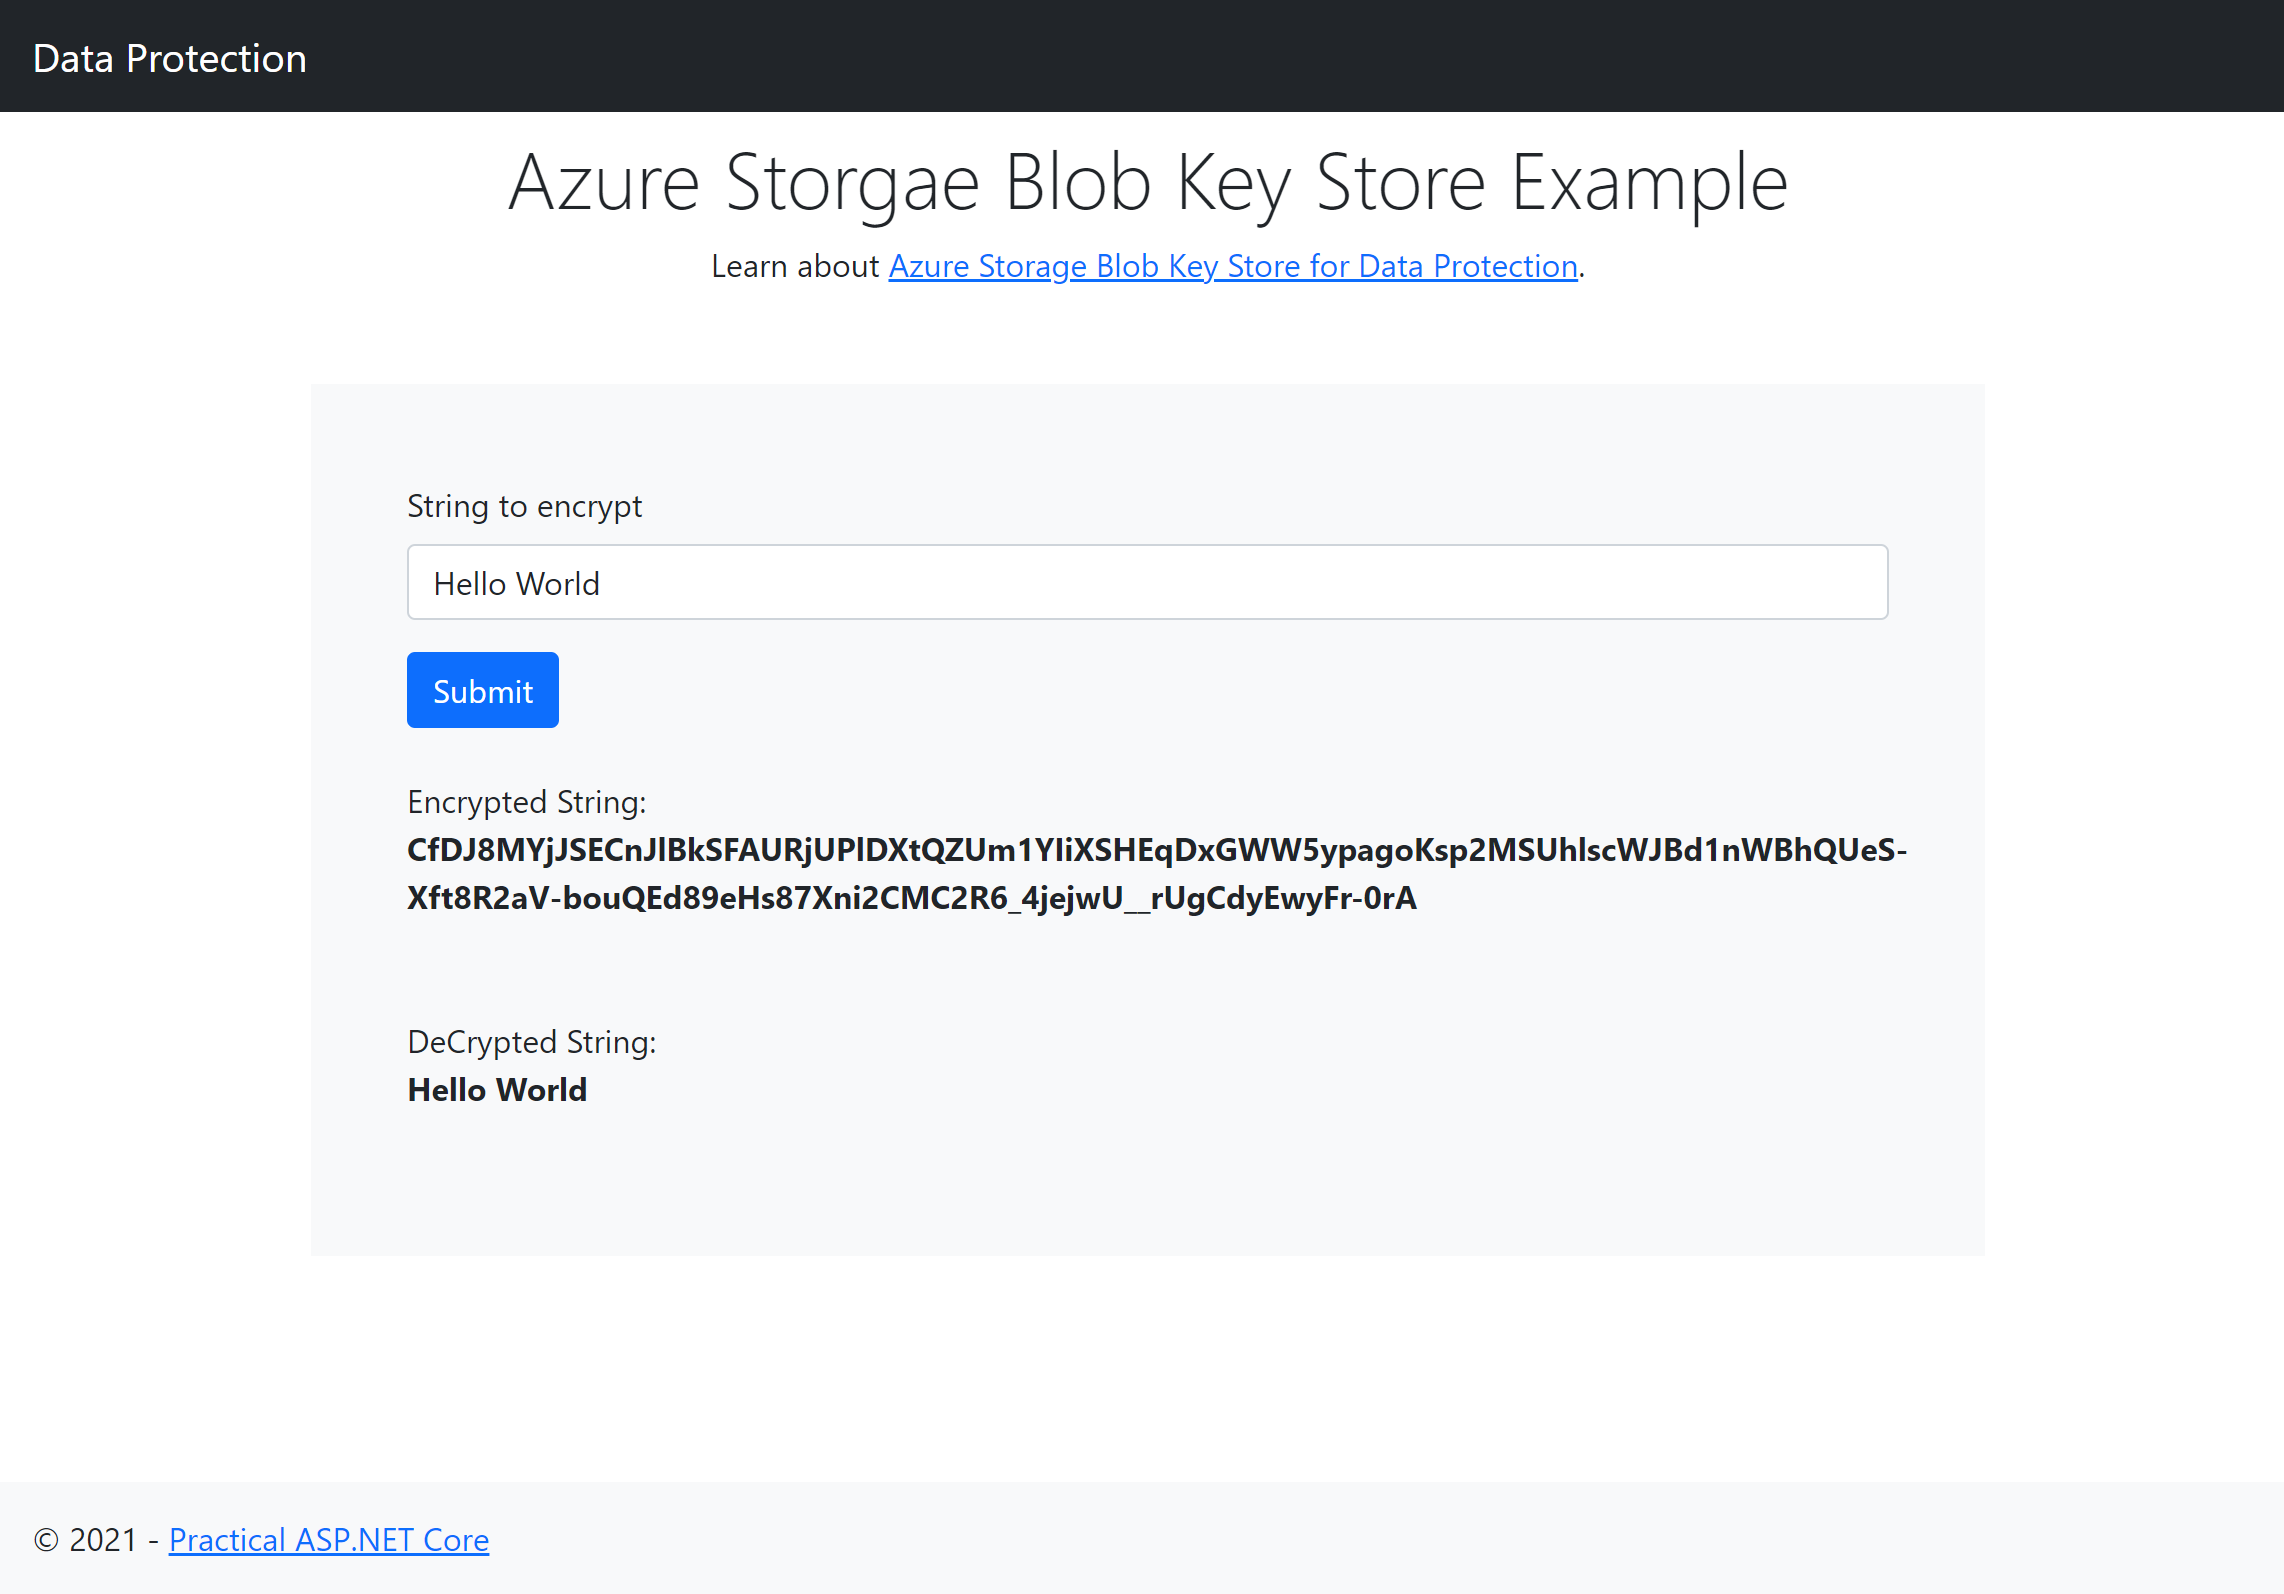 Data Protection
Azure Storgae Blob Key Store Example
Learn about Azure Storage Blob Key Store for Data Protection.
String to encrypt
Hello World
Submit
Encrypted String:
CfDJ8MYjJSECnJlBkSFAURjUPlDXtQZUm1YIiXSHEqDxGWW5ypagoKsp2MSUhlscWJBd1nWBhQUeS-
Xft8R2aV-bouQEd89eHs87Xni2CMC2R6_4jejwU__rUgCdyEwyFr-0rA
DeCrypted String:
Hello World
© 2021 - Practical ASP.NET Core